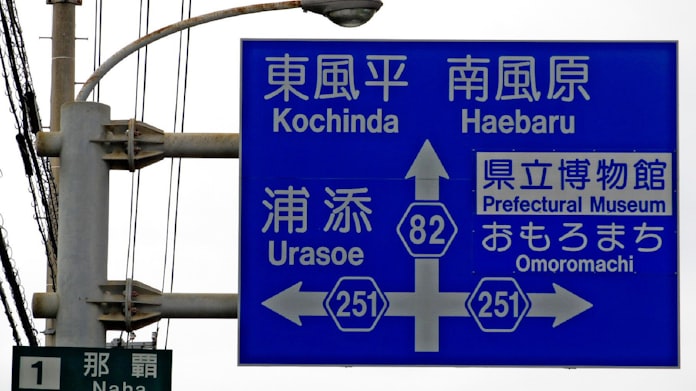 東風平 南風原
Kochinda Haebaru
浦添
Urasoe
県立博物館
Prefectural Museum
おもろまち
Omoromachi
82
251 251
1 那覇
Naha